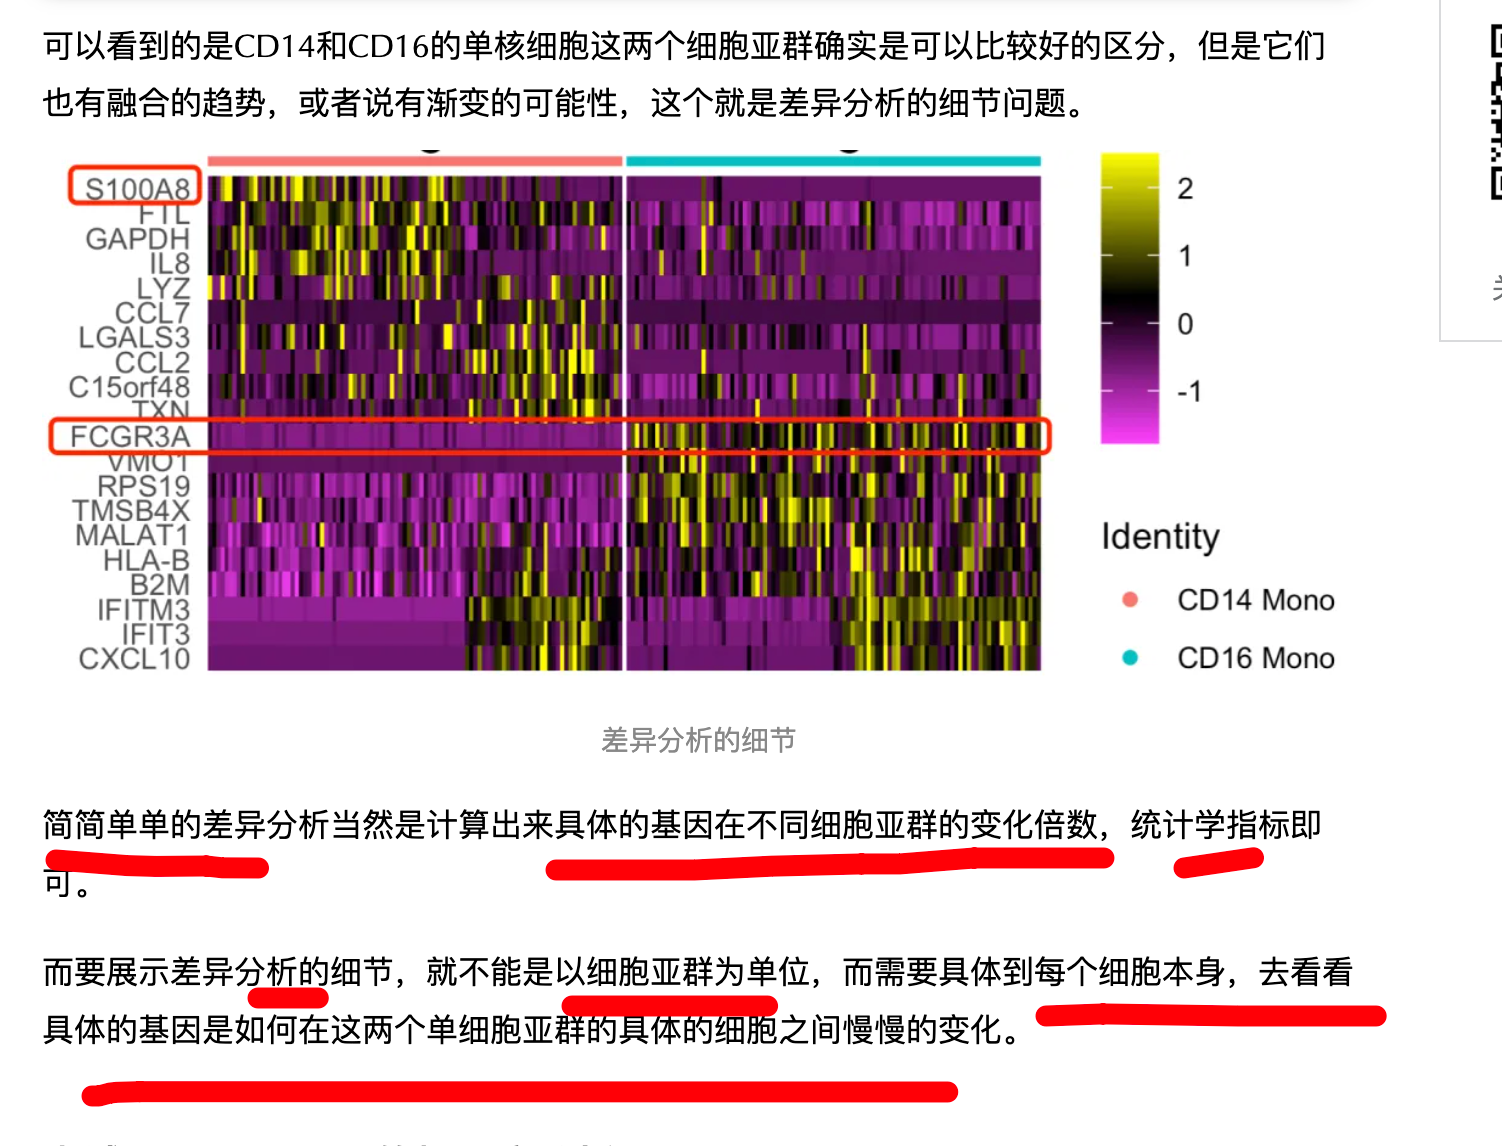 可以看到的是CD14和CD16的单核细胞这两个细胞亚群确实是可以比较好的区分，但是它们
也有融合的趋势，或者说有渐变的可能性，这个就是差异分析的细节问题。
S100A8
FTL
GAPDH
IL8
LYZ
CCL7
LGALS3
CCL2
C15orf48
TXN
FCGR3A
VMO1
RPS19
TMSB4X
MALAT1
HLA-B
B2M
IFITM3
IFIT3
CXCL10
2
1
0
-1
Identity
CD14 Mono
CD16 Mono
差异分析的细节
简简单单的差异分析当然是计算出来具体的基因在不同细胞亚群的变化倍数，统计学指标即
可。
而要展示差异分析的细节，就不能是以细胞亚群为单位，而需要具体到每个细胞本身，去看看
具体的基因是如何在这两个单细胞亚群的具体的细胞之间慢慢的变化。